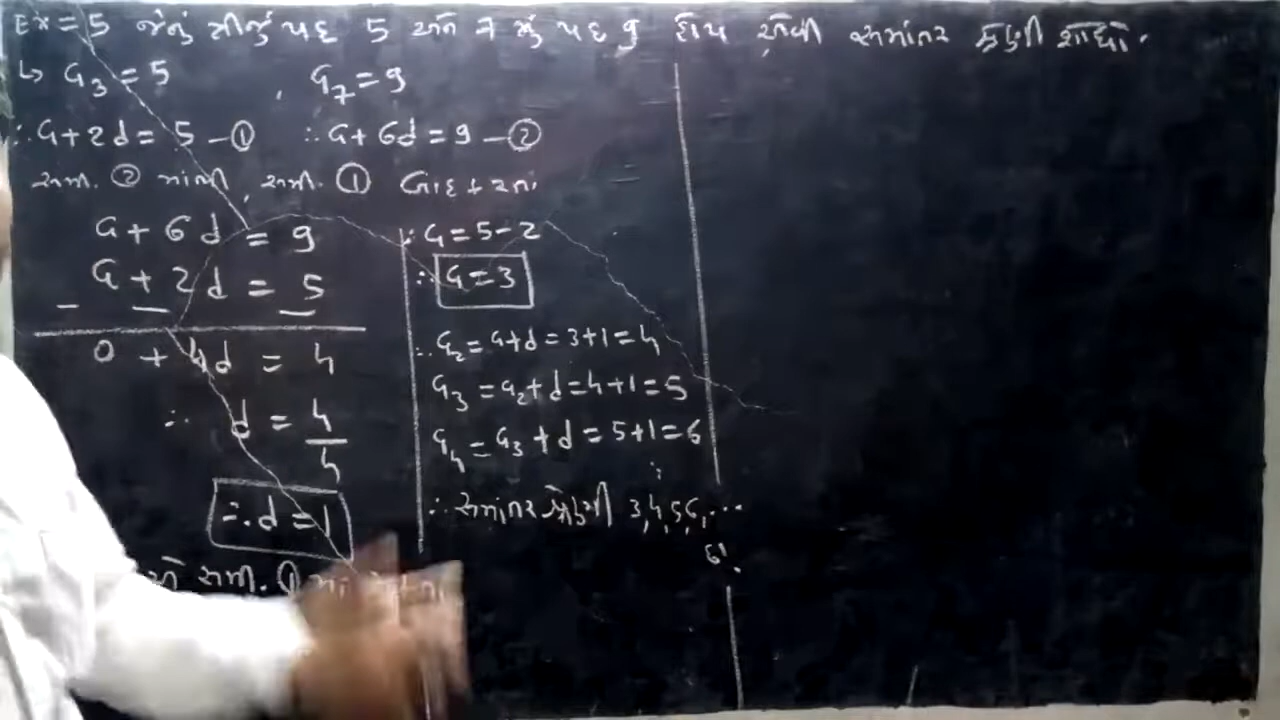 Ex = 5 જેનું ત્રીજું પદ 5 અને 7 મું પદ 9 હોય તેવી સમાંતર શ્રેણી શોધો.
↳ a₃ = 5 , a₇ = 9
∴ a + 2d = 5 – ① ∴ a + 6d = 9 – ②
સમી. ② માંથી, સમી. ① બાદ કરતાં
a + 6d = 9
a + 2d = 5
– – –
0 + 4d = 4
∴ d = 4/4
∴ d = 1
સમી. ① માં
∴ a = 5 - 2
∴ a = 3
∴ a₂ = a + d = 3 + 1 = 4
a₃ = a₂ + d = 4 + 1 = 5
a₄ = a₃ + d = 5 + 1 = 6
⋮
∴ સમાંતર શ્રેણી 3, 4, 5, 6, ...
છે.